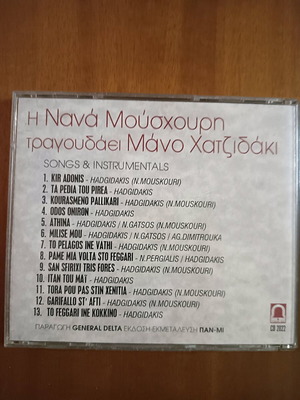 Η Νανά Μούσχουρη
τραγουδάει Μάνο Χατζιδάκι
SONGS & INSTRUMENTALS
1. KIR ADONIS - HADGIDAKIS (N.MOUSKOURI)
2. TA PEDIA TOU PIREA - HADGIDAKIS
3. KOURASMENO PALLIKARI - HADGIDAKIS (N.MOUSKOURI)
4. ODOS ONIRON - HADGIDAKIS
5. ATHINA - HADGIDAKIS / N.GATSOS (N.MOUSKOURI)
6. MILISE MOU - HADGIDAKIS / N.GATSOS / AG.DIMITROUKA
7. TO PELAGOS INE VATHI - HADGIDAKIS (N.MOUSKOURI)
8. PAME MIA VOLTA STO FEGGARI - N.PERGIALIS / HADGIDAKIS
9. SAN SFIRIXI TRIS FORES - HADGIDAKIS (N.MOUSKOURI)
10. ITAN TOU MAΪ - HADGIDAKIS
11. TORA POU PAS STIN XENITIA - HADGIDAKIS (N.MOUSKOURI)
12. GARIFALLO ST' AFTI - HADGIDAKIS (N.MOUSKOURI)
13. TO FEGGARI INE KOKKINO - HADGIDAKIS
ΠΑΡΑΓΩΓΗ GENERAL DELTA ΕΚΔΟΣΗ-ΕΚΜΕΤΑΛΛΕΥΣΗ ΠΑΝ-ΜΙ
CD 2022